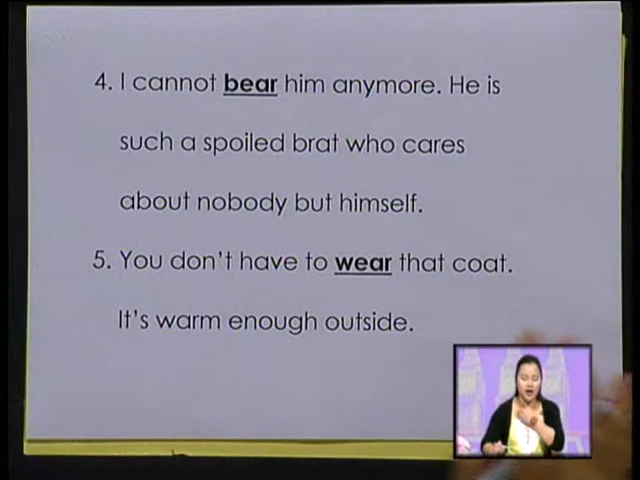 4. I cannot bear him anymore. He is
such a spoiled brat who cares
about nobody but himself.
5. You don't have to wear that coat.
It's warm enough outside.